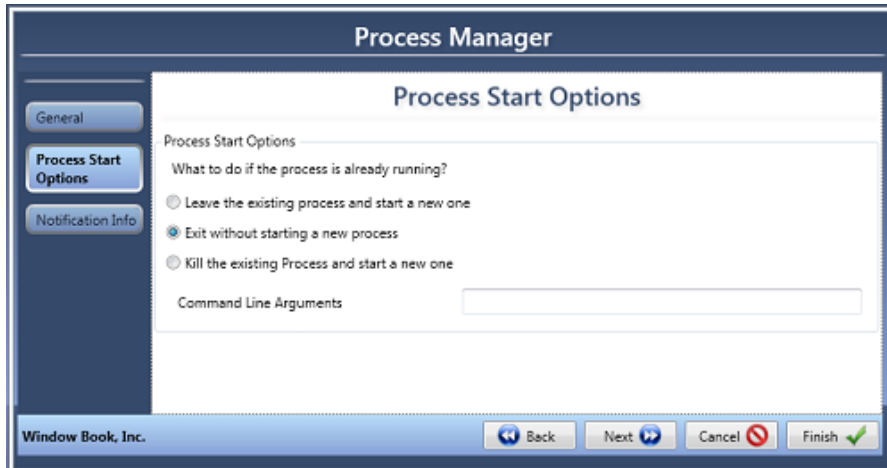 Process Manager
General
Process Start
Options
Notification Info
Process Start Options
Process Start Options
What to do if the process is already running?
Leave the existing process and start a new one
Exit without starting a new process
Kill the existing Process and start a new one
Command Line Arguments
Window Book, Inc.
Back
Next
Cancel
Finish